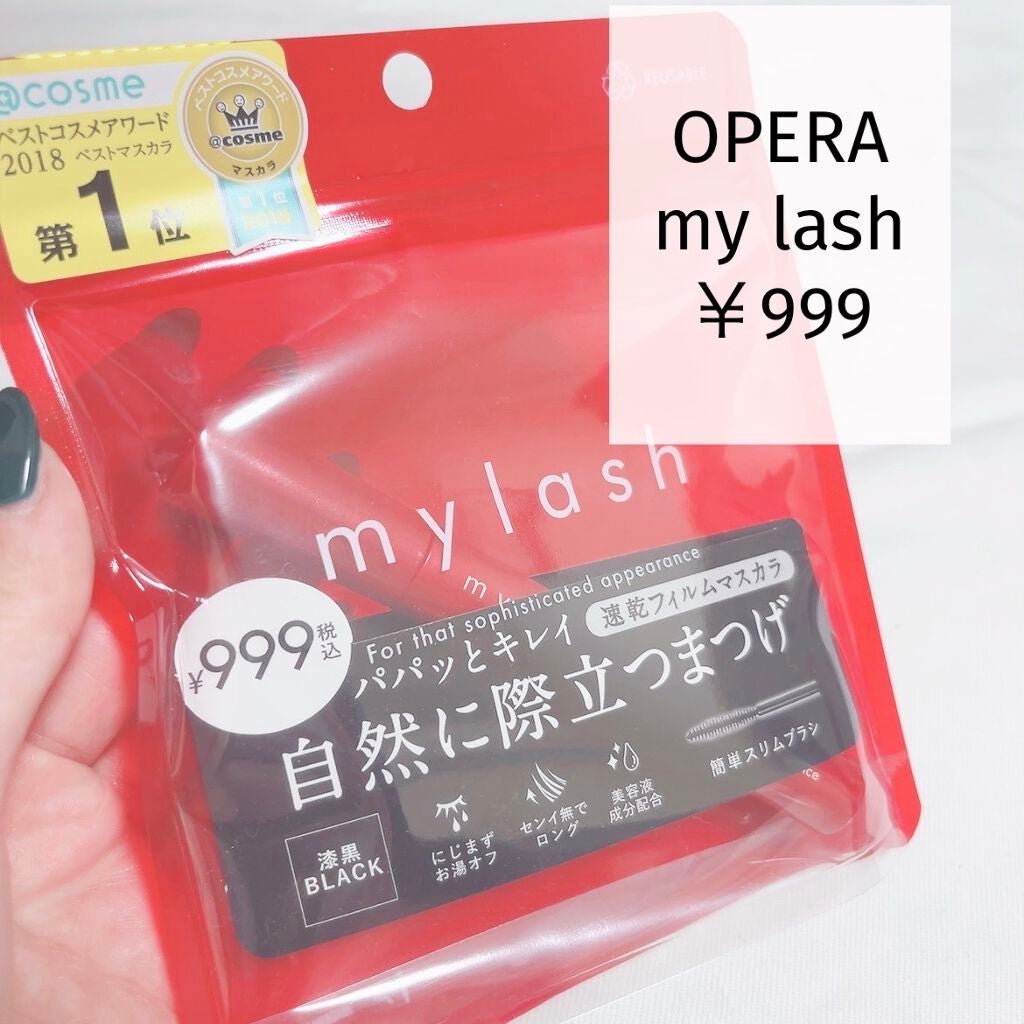 OPERA
my lash
￥999
@cosme
ベストコスメアワード
2018 ベストマスカラ
第1位
ベストコスメアワード
@cosme
マスカラ
第1位
REUSABLE
mylash
For that sophisticated appearance
パパッとキレイ 速乾フィルムマスカラ
¥999税込
自然に際立つまつげ
簡単スリムブラシ
にじまず
お湯オフ
センイ無で
ロング
美容液
成分配合
漆黒
BLACK